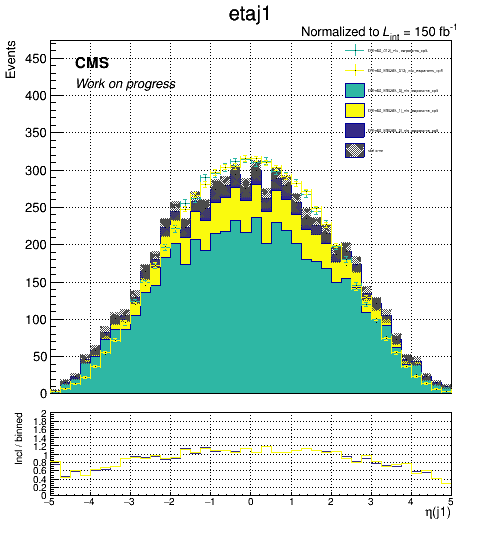 etaj1
Normalized to L_int = 150 fb⁻¹
Events
CMS
Work on progress
450
400
350
300
250
200
150
100
50
0
Incl / binned
2
1.8
1.6
1.4
1.2
1
0.8
0.6
0.4
0.2
0
−5 −4 −3 −2 −1 0 1 2 3 4 5
η(j1)